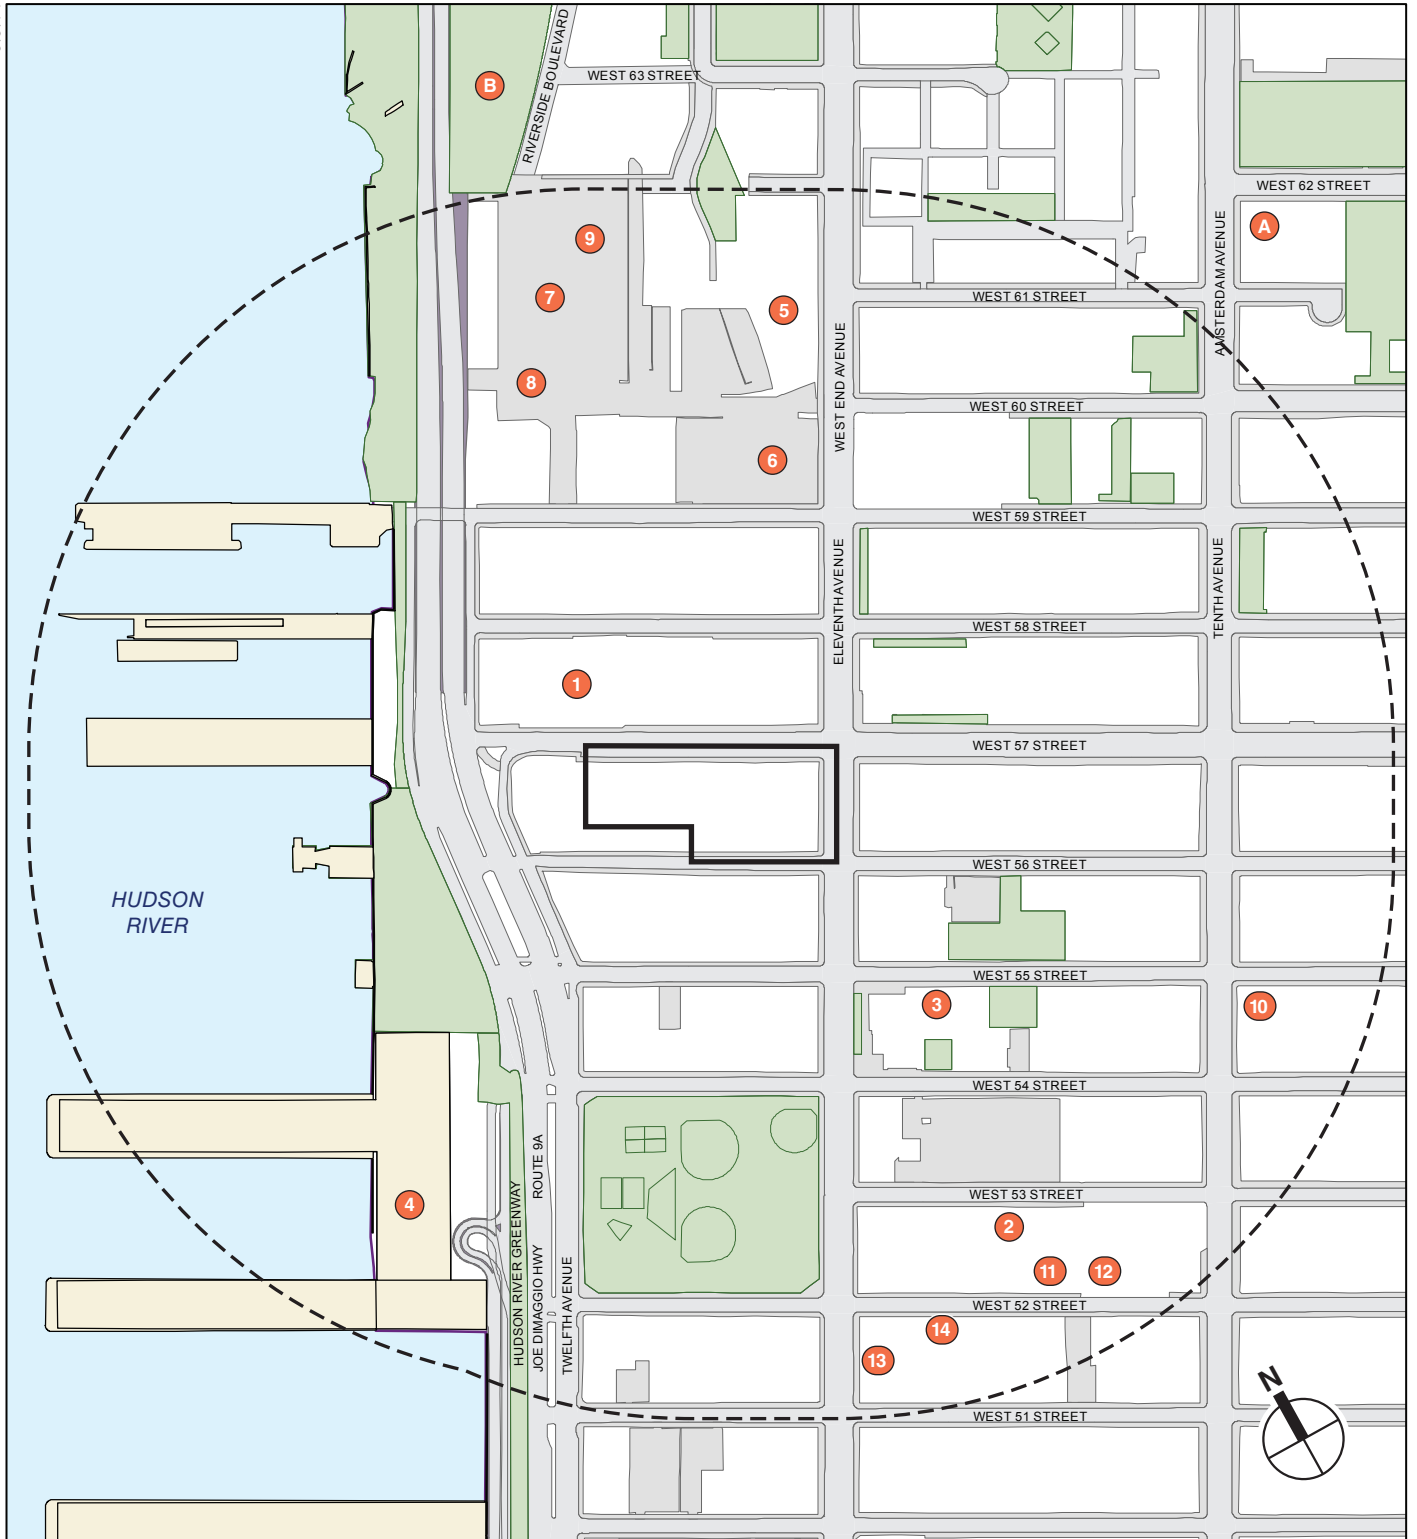 B
RIVERSIDE BOULEVARD
WEST 63 STREET
WEST 62 STREET
A
9
AMSTERDAM AVENUE
7
5
WEST 61 STREET
WEST END AVENUE
8
WEST 60 STREET
6
WEST 59 STREET
ELEVENTH AVENUE
TENTH AVENUE
WEST 58 STREET
1
WEST 57 STREET
WEST 56 STREET
HUDSON
RIVER
WEST 55 STREET
3
10
WEST 54 STREET
ROUTE 9A
HUDSON RIVER GREENWAY
4
WEST 53 STREET
2
11
12
JOE DIMAGGIO HWY
TWELFTH AVENUE
WEST 52 STREET
14
13
N
WEST 51 STREET